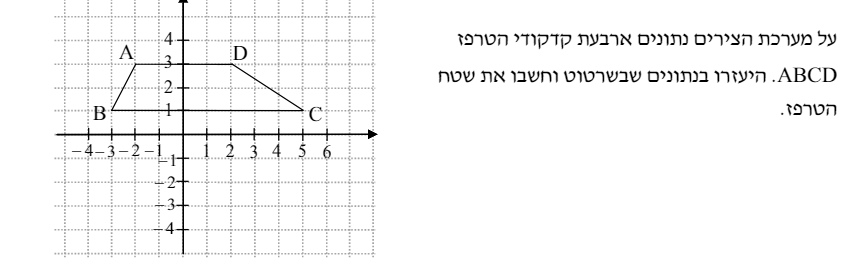 על מערכת הצירים נתונים ארבעת קדקודי הטרפז
ABCD. היעזרו בנתונים שבשרטוט וחשבו את שטח
הטרפז.
4
A D
3
2
B 1 C
–4 –3 –2 –1 1 2 3 4 5 6
–1
–2
–3
–4